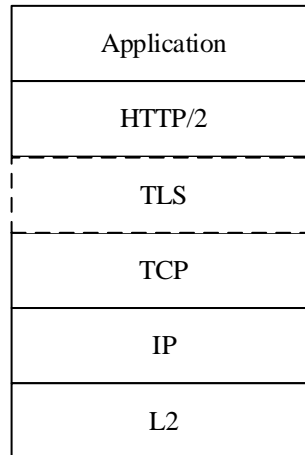 Application
HTTP/2
TLS
TCP
IP
L2